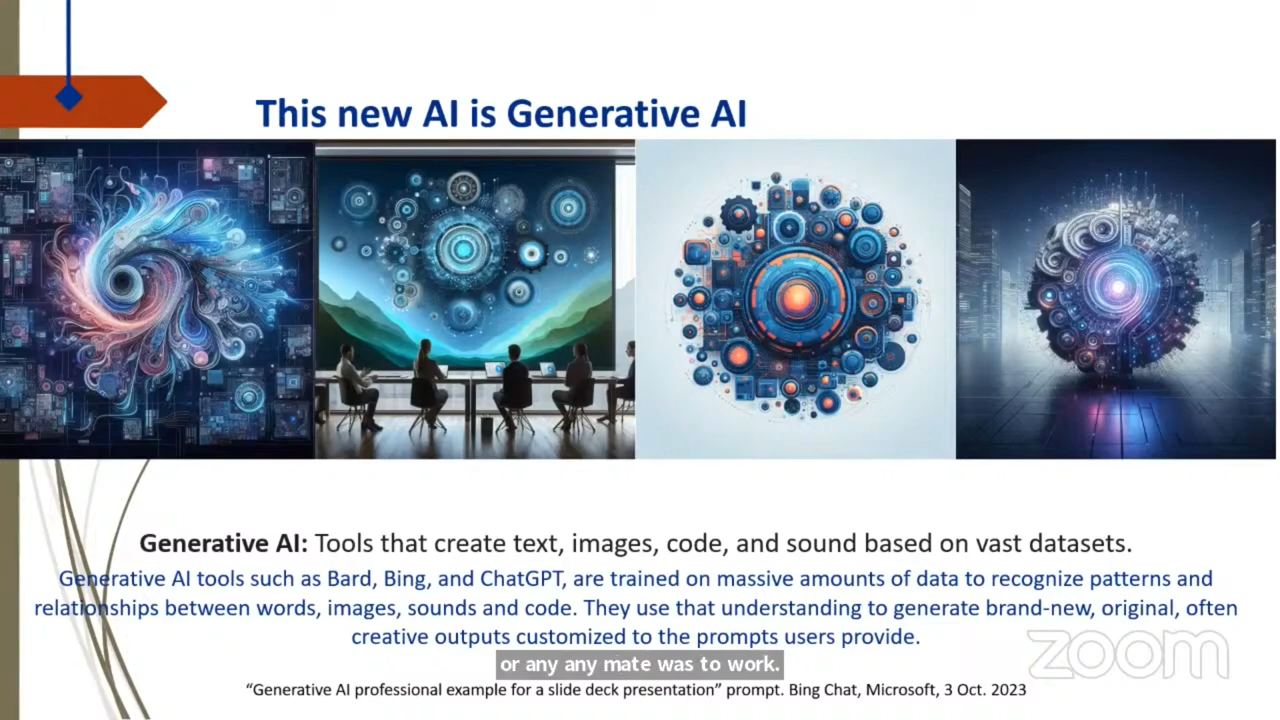 This new AI is Generative AI
Generative AI: Tools that create text, images, code, and sound based on vast datasets.
Generative AI tools such as Bard, Bing, and ChatGPT, are trained on massive amounts of data to recognize patterns and
relationships between words, images, sounds and code. They use that understanding to generate brand-new, original, often
creative outputs customized to the prompts users provide.
zoom
or any any mate was to work.
“Generative AI professional example for a slide deck presentation” prompt. Bing Chat, Microsoft, 3 Oct. 2023